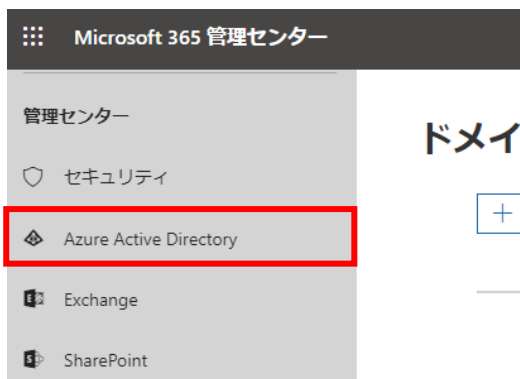 Microsoft 365 管理センター
管理センター
ドメイ
セキュリティ
Azure Active Directory
Exchange
SharePoint